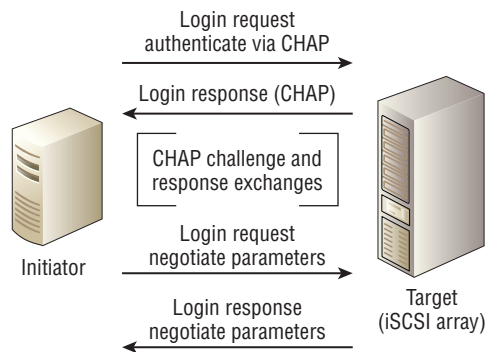 Login request
authenticate via CHAP
Login response (CHAP)
CHAP challenge and
response exchanges
Login request
negotiate parameters
Initiator
Login response
negotiate parameters
Target
(iSCSI array)